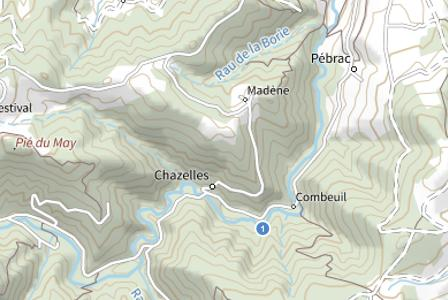 Rau de la Borie
Pébrac
Madène
estival
Pié du May
Chazelles
Combeuil
1